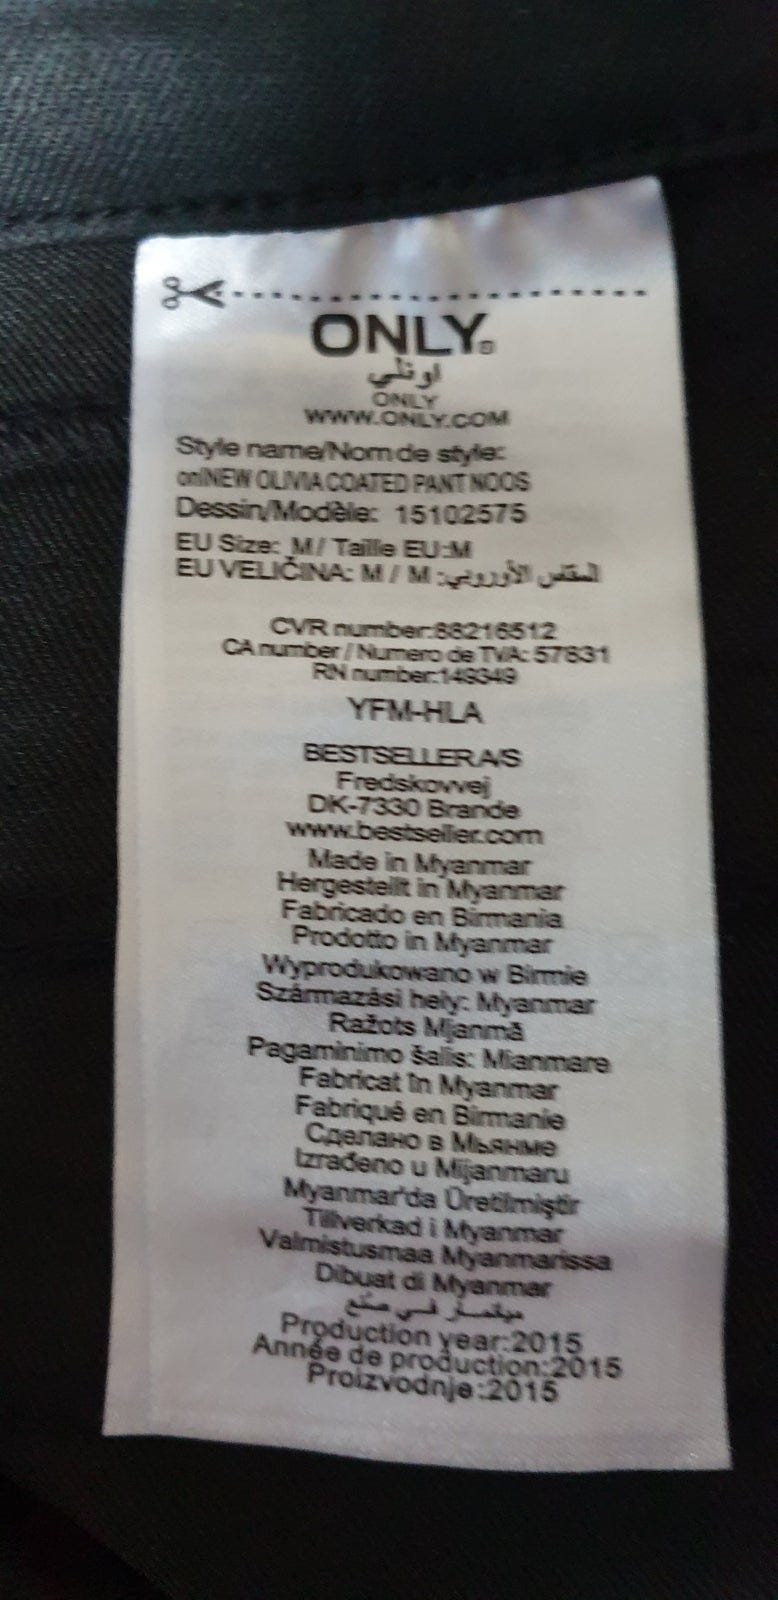 ONLY®
اونلي
ONLY
WWW.ONLY.COM
Style name/Nom de style:
onlNEW OLIVIA COATED PANT NOOS
Dessin/Modèle: 15102575
EU Size: M/ Taille EU:M
EU VELIČINA: M / M :المقاس الأوروبي
CVR number:88216512
CA number / Numero de TVA: 57831
RN number:149349
YFM-HLA
BESTSELLER A/S
Fredskovvej
DK-7330 Brande
www.bestseller.com
Made in Myanmar
Hergestellt in Myanmar
Fabricado en Birmania
Prodotto in Myanmar
Wyprodukowano w Birmie
Származási hely: Myanmar
Ražots Mjanmā
Pagaminimo šalis: Mianmare
Fabricat în Myanmar
Fabriqué en Birmanie
Сделано в Мьянме
Izrađeno u Mijanmaru
Myanmar'da Üretilmiştir
Tillverkad i Myanmar
Valmistusmaa Myanmarissa
Dibuat di Myanmar
ميانمار في صنع
Production year:2015
Année de production:2015
Proizvodnje:2015